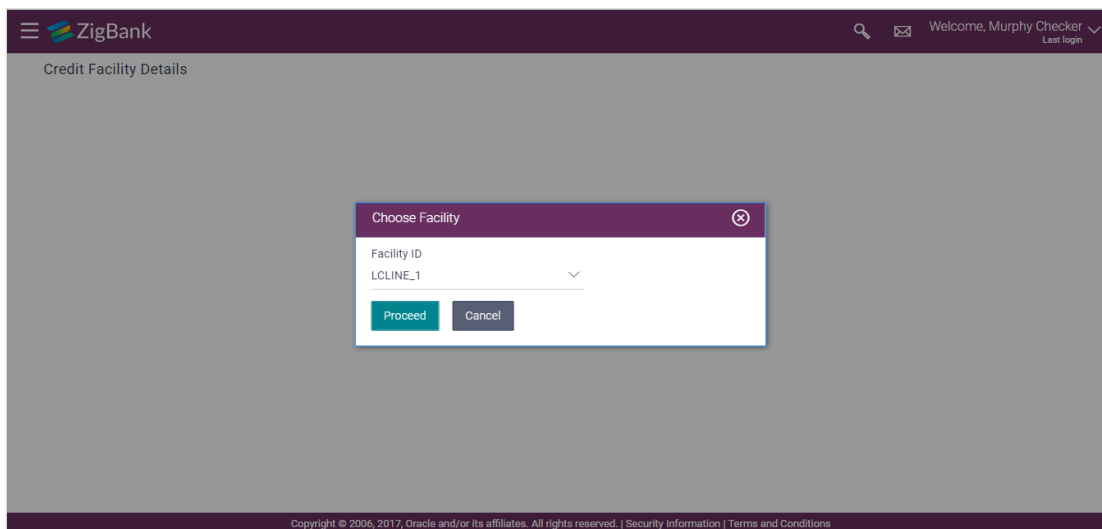 ZigBank
Welcome, Murphy Checker
Last login
Credit Facility Details
Choose Facility
Facility ID
LCLINE_1
Proceed
Cancel
Copyright © 2006, 2017, Oracle and/or its affiliates. All rights reserved. | Security Information | Terms and Conditions